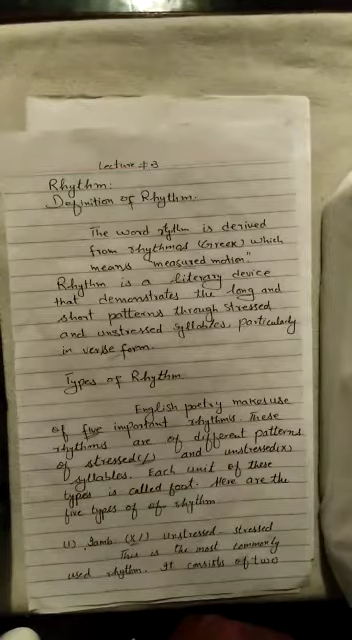 Lecture # 3
Rhythm:
Definition of Rhythm.
The word rythm is derived
from rhythmos (Greek) which
means "measured motion"
Rhythm is a literary device
that demonstrates the long and
short patterns through stressed
and unstressed syllables, particularly
in verse form.
Types of Rhythm
English poetry makes use
of five important rhythms. These
rhythms are of different patterns
of stressed (/) and unstressed (x)
syllables. Each unit of these
types is called foot. Here are the
five types of of rhythm
(1) Iamb (x/) unstressed - stressed
This is the most commonly
used rhythm. It consists of two